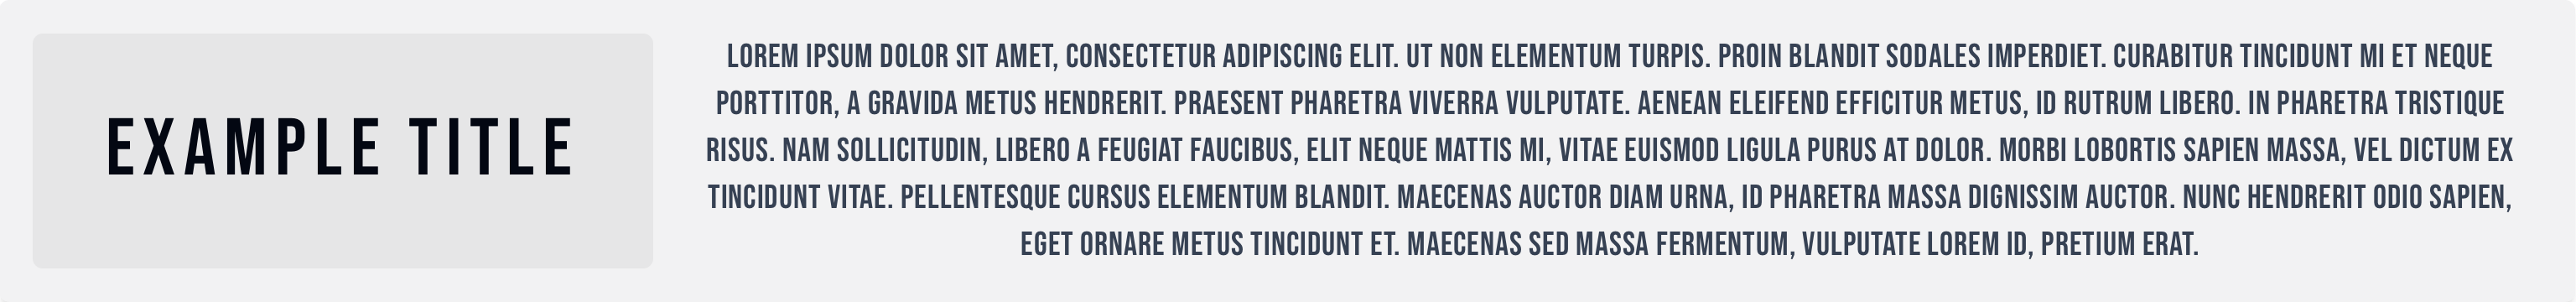 EXAMPLE TITLE
LOREM IPSUM DOLOR SIT AMET, CONSECTETUR ADIPISCING ELIT. UT NON ELEMENTUM TURPIS. PROIN BLANDIT SODALES IMPERDIET. CURABITUR TINCIDUNT MI ET NEQUE
PORTTITOR, A GRAVIDA METUS HENDRERIT. PRAESENT PHARETRA VIVERRA VULPUTATE. AENEAN ELEIFEND EFFICITUR METUS, ID RUTRUM LIBERO. IN PHARETRA TRISTIQUE
RISUS. NAM SOLLICITUDIN, LIBERO A FEUGIAT FAUCIBUS, ELIT NEQUE MATTIS MI, VITAE EUISMOD LIGULA PURUS AT DOLOR. MORBI LOBORTIS SAPIEN MASSA, VEL DICTUM EX
TINCIDUNT VITAE. PELLENTESQUE CURSUS ELEMENTUM BLANDIT. MAECENAS AUCTOR DIAM URNA, ID PHARETRA MASSA DIGNISSIM AUCTOR. NUNC HENDRERIT ODIO SAPIEN,
EGET ORNARE METUS TINCIDUNT ET. MAECENAS SED MASSA FERMENTUM, VULPUTATE LOREM ID, PRETIUM ERAT.